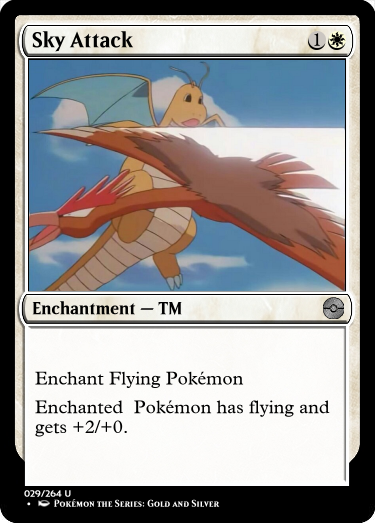 Sky Attack 1
Enchantment — TM
Enchant Flying Pokémon
Enchanted  Pokémon has flying and
gets +2/+0.
029/264 U
• Pokémon the Series: Gold and Silver